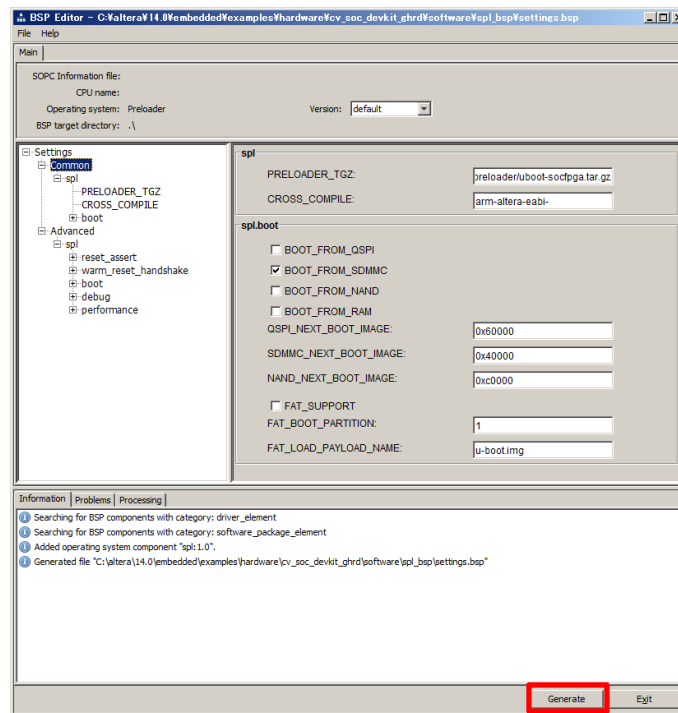 BSP Editor - C:¥altera¥14.0¥embedded¥examples¥hardware¥cv_soc_devkit_ghrd¥software¥spl_bsp¥settings.bsp
File Help
Main
SOPC Information file:
CPU name:
Operating system: Preloader Version: default
BSP target directory: .\
Settings
Common
spl
PRELOADER_TGZ
CROSS_COMPILE
boot
Advanced
spl
reset_assert
warm_reset_handshake
boot
debug
performance
spl
PRELOADER_TGZ: preloader/uboot-socfpga.tar.gz
CROSS_COMPILE: arm-altera-eabi-
spl.boot
BOOT_FROM_QSPI
BOOT_FROM_SDMMC
BOOT_FROM_NAND
BOOT_FROM_RAM
QSPI_NEXT_BOOT_IMAGE: 0x60000
SDMMC_NEXT_BOOT_IMAGE: 0x40000
NAND_NEXT_BOOT_IMAGE: 0xc0000
FAT_SUPPORT
FAT_BOOT_PARTITION: 1
FAT_LOAD_PAYLOAD_NAME: u-boot.img
Information Problems Processing
Searching for BSP components with category: driver_element
Searching for BSP components with category: software_package_element
Added operating system component "spl:1.0".
Generated file "C:\altera\14.0\embedded\examples\hardware\cv_soc_devkit_ghrd\software\spl_bsp\settings.bsp"
Generate Exit